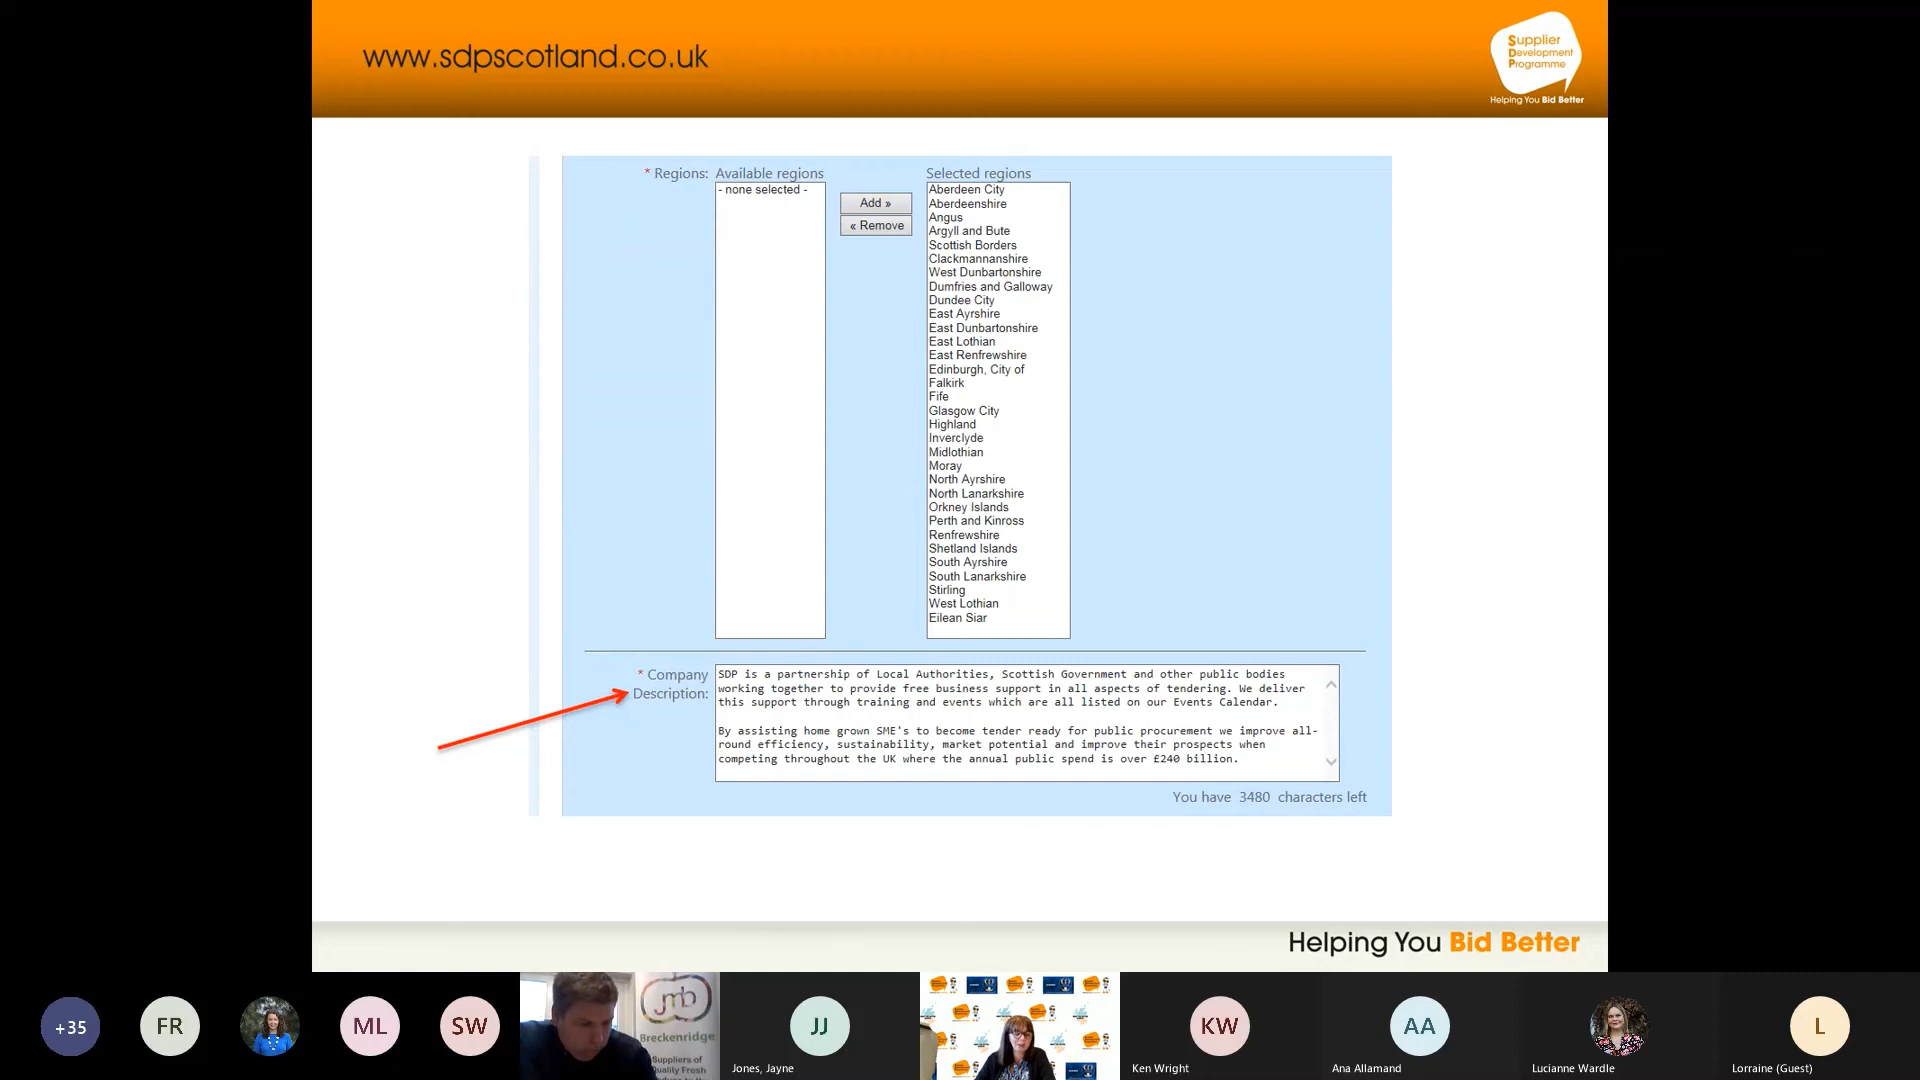 www.sdpscotland.co.uk
Supplier
Development
Programme
Helping You Bid Better
* Regions:
Available regions
- none selected -
Add »
« Remove
Selected regions
Aberdeen City
Aberdeenshire
Angus
Argyll and Bute
Scottish Borders
Clackmannanshire
West Dunbartonshire
Dumfries and Galloway
Dundee City
East Ayrshire
East Dunbartonshire
East Lothian
East Renfrewshire
Edinburgh, City of
Falkirk
Fife
Glasgow City
Highland
Inverclyde
Midlothian
Moray
North Ayrshire
North Lanarkshire
Orkney Islands
Perth and Kinross
Renfrewshire
Shetland Islands
South Ayrshire
South Lanarkshire
Stirling
West Lothian
Eilean Siar
* Company
Description:
SDP is a partnership of Local Authorities, Scottish Government and other public bodies
working together to provide free business support in all aspects of tendering. We deliver
this support through training and events which are all listed on our Events Calendar.
By assisting home grown SME's to become tender ready for public procurement we improve all-
round efficiency, sustainability, market potential and improve their prospects when
competing throughout the UK where the annual public spend is over £240 billion.
You have 3480 characters left
Helping You Bid Better
+35
FR
ML
SW
jmb
Breckenridge
Suppliers of
Quality Fresh
JJ
Jones, Jayne
KW
Ken Wright
AA
Ana Allamand
Lucianne Wardle
L
Lorraine (Guest)